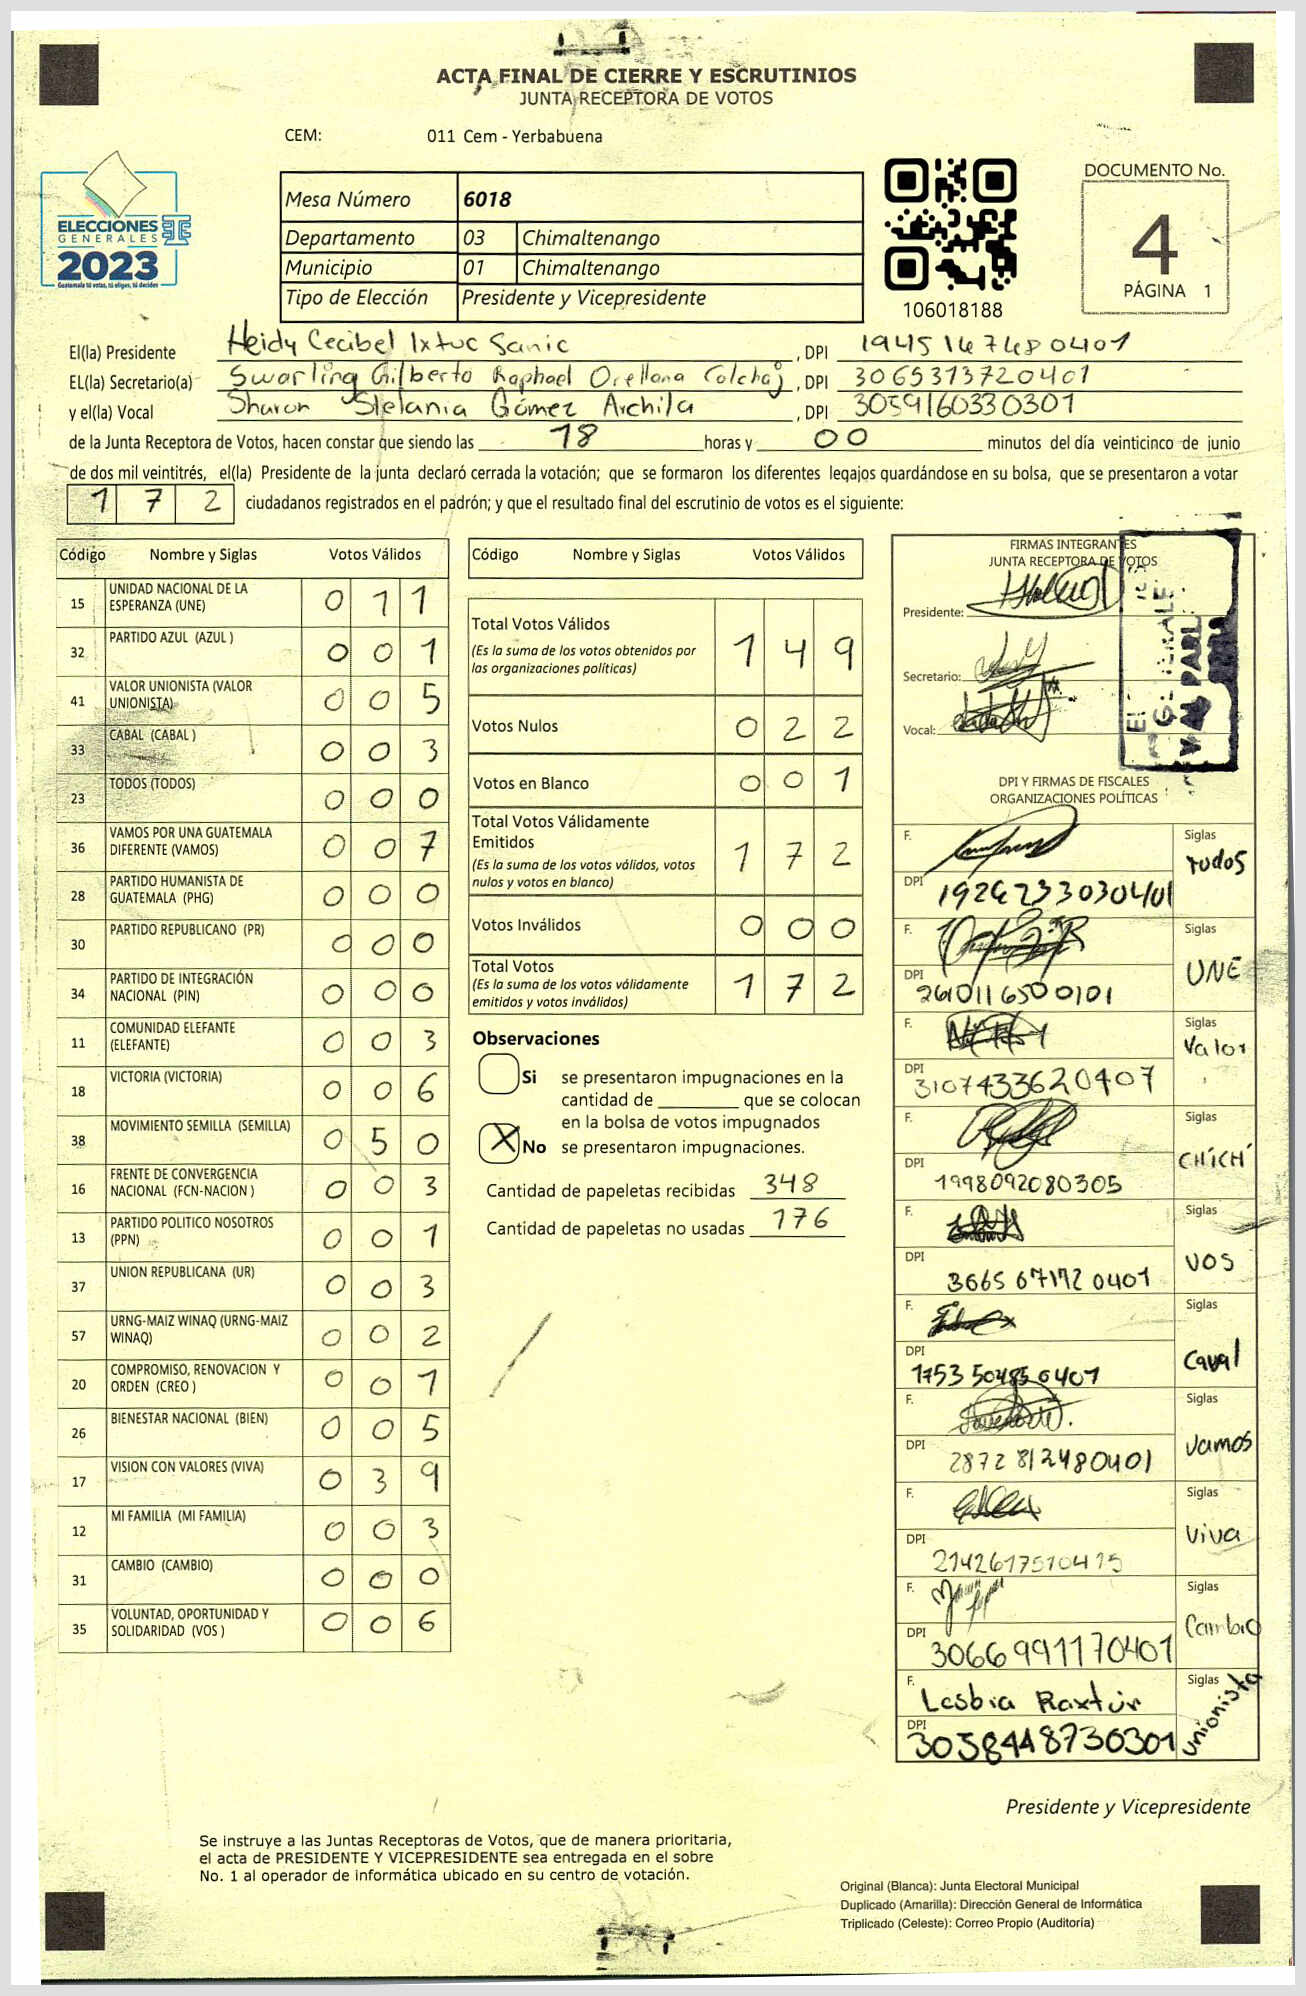 ACTA FINAL DE CIERRE Y ESCRUTINIOS
JUNTA RECEPTORA DE VOTOS
CEM: 011 Cem - Yerbabuena
ELECCIONES
GENERALES
2023
Guatemala tú votas, tú eliges, tú decides
Mesa Número 6018
Departamento 03 Chimaltenango
Municipio 01 Chimaltenango
Tipo de Elección Presidente y Vicepresidente
106018188
DOCUMENTO No.
4
PÁGINA 1
El(la) Presidente Heidy Cecibel Ixtuc Sanic, DPI 1945167480401
EL(la) Secretario(a) Swarling Gilberto Raphael Orellana Colchaj, DPI 3065313720401
y el(la) Vocal Sharon Stefania Gómez Archila, DPI 3059160330301
de la Junta Receptora de Votos, hacen constar que siendo las 18 horas y 00 minutos del día veinticinco de junio
de dos mil veintitrés, el(la) Presidente de la junta declaró cerrada la votación; que se formaron los diferentes legajos guardándose en su bolsa, que se presentaron a votar
172 ciudadanos registrados en el padrón; y que el resultado final del escrutinio de votos es el siguiente:
Código Nombre y Siglas Votos Válidos
15 UNIDAD NACIONAL DE LA ESPERANZA (UNE) 0 1 1
32 PARTIDO AZUL (AZUL ) 0 0 1
41 VALOR UNIONISTA (VALOR UNIONISTA) 0 0 5
33 CABAL (CABAL ) 0 0 3
23 TODOS (TODOS) 0 0 0
36 VAMOS POR UNA GUATEMALA DIFERENTE (VAMOS) 0 0 7
28 PARTIDO HUMANISTA DE GUATEMALA (PHG) 0 0 0
30 PARTIDO REPUBLICANO (PR) 0 0 0
34 PARTIDO DE INTEGRACIÓN NACIONAL (PIN) 0 0 0
11 COMUNIDAD ELEFANTE (ELEFANTE) 0 0 3
18 VICTORIA (VICTORIA) 0 0 6
38 MOVIMIENTO SEMILLA (SEMILLA) 0 5 0
16 FRENTE DE CONVERGENCIA NACIONAL (FCN-NACION ) 0 0 3
13 PARTIDO POLITICO NOSOTROS (PPN) 0 0 1
37 UNION REPUBLICANA (UR) 0 0 3
57 URNG-MAIZ WINAQ (URNG-MAIZ WINAQ) 0 0 2
20 COMPROMISO, RENOVACION Y ORDEN (CREO ) 0 0 1
26 BIENESTAR NACIONAL (BIEN) 0 0 5
17 VISION CON VALORES (VIVA) 0 3 9
12 MI FAMILIA (MI FAMILIA) 0 0 3
31 CAMBIO (CAMBIO) 0 0 0
35 VOLUNTAD, OPORTUNIDAD Y SOLIDARIDAD (VOS ) 0 0 6
Código Nombre y Siglas Votos Válidos
Total Votos Válidos 1 4 9
(Es la suma de los votos obtenidos por
las organizaciones políticas)
Votos Nulos 0 2 2
Votos en Blanco 0 0 1
Total Votos Válidamente
Emitidos 1 7 2
(Es la suma de los votos válidos, votos
nulos y votos en blanco)
Votos Inválidos 0 0 0
Total Votos 1 7 2
(Es la suma de los votos válidamente
emitidos y votos inválidos)
Observaciones
Si se presentaron impugnaciones en la
cantidad de ________ que se colocan
en la bolsa de votos impugnados
X No se presentaron impugnaciones.
Cantidad de papeletas recibidas 348
Cantidad de papeletas no usadas 176
FIRMAS INTEGRANTES
JUNTA RECEPTORA DE VOTOS
Presidente:
Secretario:
Vocal:
DPI Y FIRMAS DE FISCALES
ORGANIZACIONES POLÍTICAS
F. Siglas todos
DPI
F. Siglas UNE
DPI 2610116500101
F. Siglas Valor
DPI 3107433620407
F. Siglas CHICHI
DPI 1998092080305
F. Siglas VOS
DPI 3665671720401
F. Siglas Caval
DPI 1753504850401
F. Siglas Vamos
DPI 2872812480401
F. Siglas Viva
DPI 2142617510415
F. Siglas Cambio
DPI 3066991170401
F. Lesbia Raxtún Siglas Unionista
DPI 3058448730301
Presidente y Vicepresidente
Se instruye a las Juntas Receptoras de Votos, que de manera prioritaria,
el acta de PRESIDENTE Y VICEPRESIDENTE sea entregada en el sobre
No. 1 al operador de informática ubicado en su centro de votación.
Original (Blanca): Junta Electoral Municipal
Duplicado (Amarilla): Dirección General de Informática
Triplicado (Celeste): Correo Propio (Auditoría)